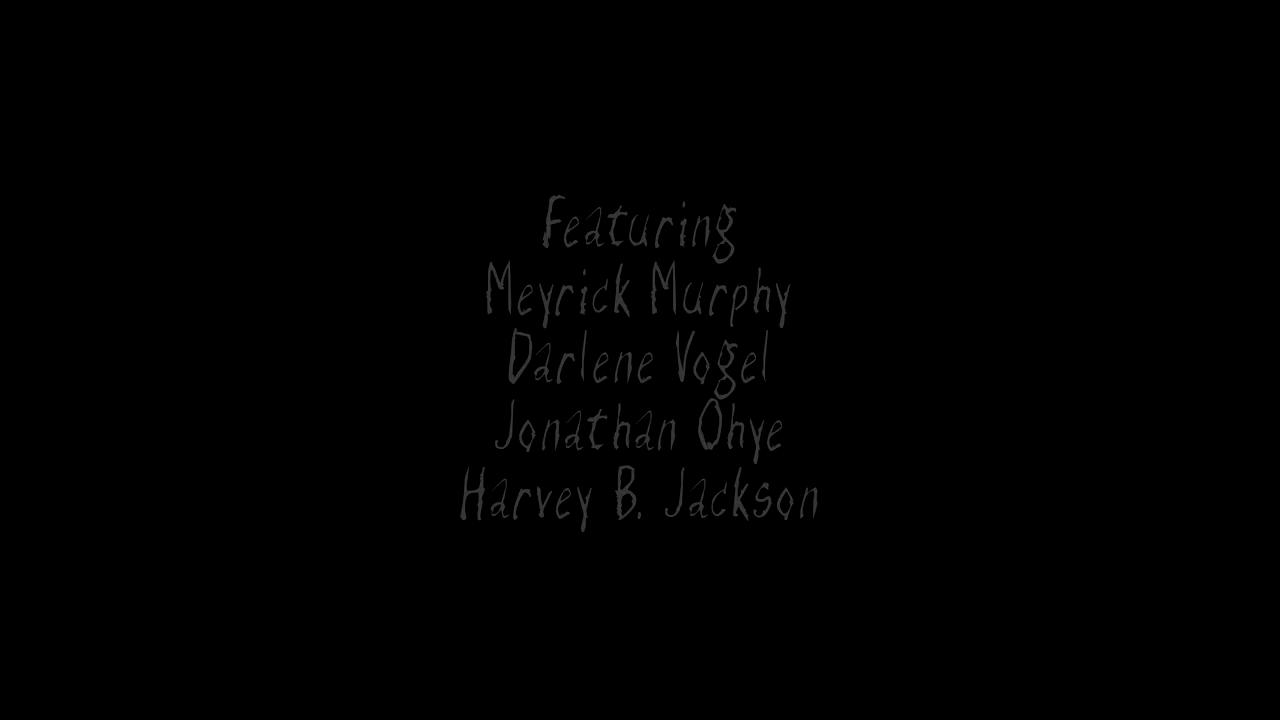 Featuring
Meyrick Murphy
Darlene Vogel
Jonathan Ohye
Harvey B. Jackson